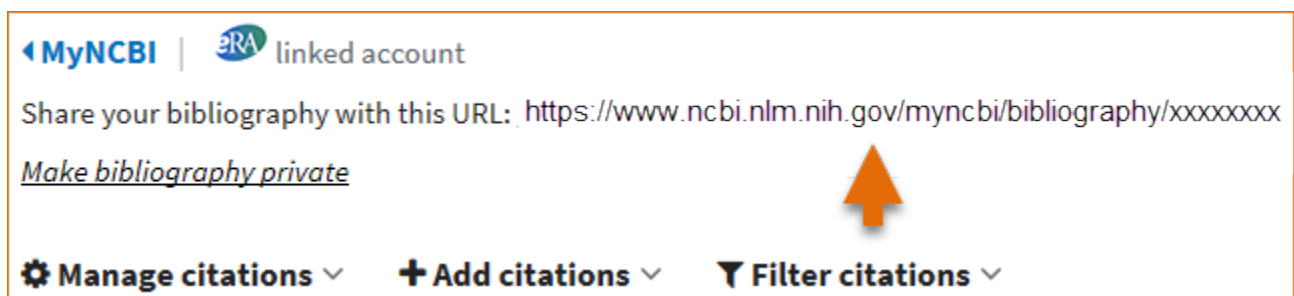 MyNCBI | eRA linked account
Share your bibliography with this URL: https://www.ncbi.nlm.nih.gov/myncbi/bibliography/xxxxxxxx
Make bibliography private
Manage citations Add citations Filter citations